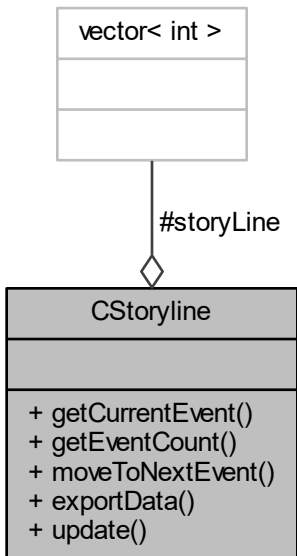 vector< int >
#storyLine
CStoryline
+ getCurrentEvent()
+ getEventCount()
+ moveToNextEvent()
+ exportData()
+ update()